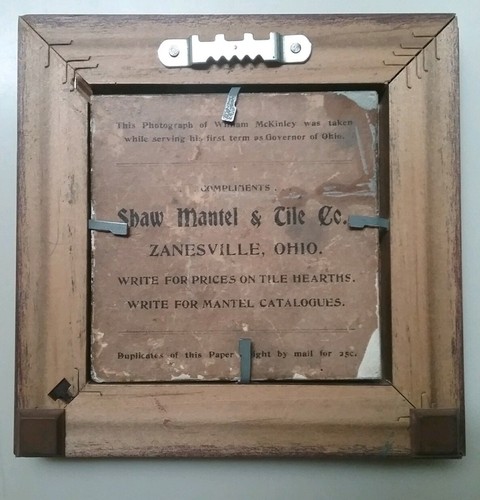 This Photograph of William McKinley was taken
while serving his first term as Governor of Ohio.
COMPLIMENTS
Shaw Mantel & Tile Co.
ZANESVILLE, OHIO.
WRITE FOR PRICES ON TILE HEARTHS.
WRITE FOR MANTEL CATALOGUES.
Duplicates of this Paper ight by mail for 25c.